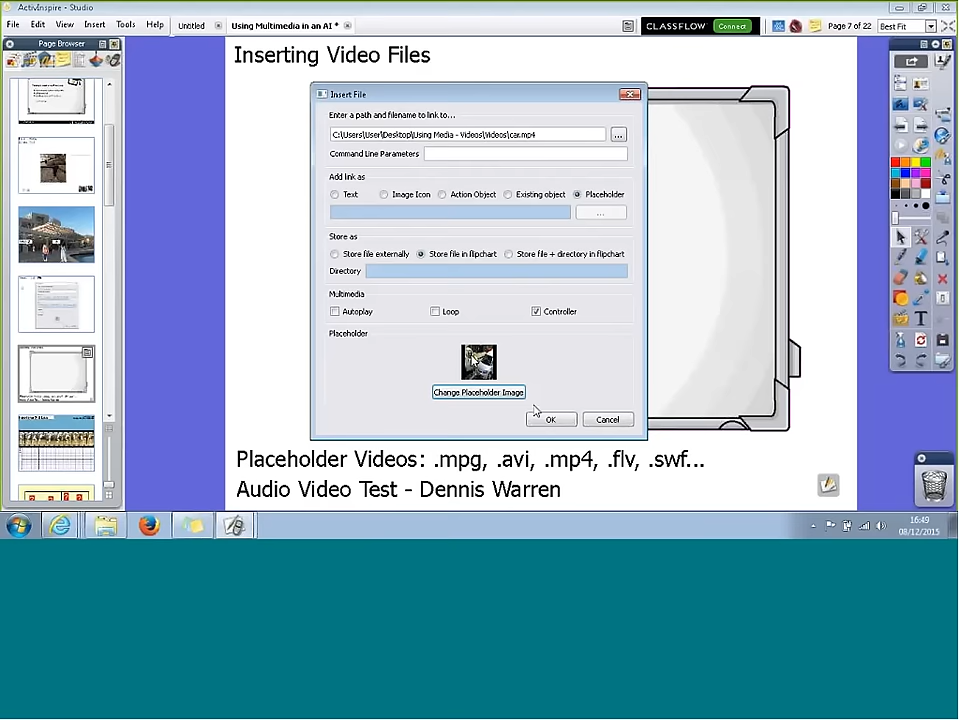 ActivInspire - Studio
File Edit View Insert Tools Help
Untitled
Using Multimedia in an AI *
CLASSFLOW
Connect
Page 7 of 22
Best Fit
Page Browser
Inserting Video Files
Insert File
Enter a path and filename to link to...
C:\Users\User\Desktop\Using Media - Videos\Videos\car.mp4
...
Command Line Parameters
Add link as
Text Image Icon Action Object Existing object Placeholder
...
Store as
Store file externally Store file in flipchart Store file + directory in flipchart
Directory
Multimedia
Autoplay Loop Controller
Placeholder
Change Placeholder Image
OK Cancel
Placeholder Videos: .mpg, .avi, .mp4, .flv, .swf...
Audio Video Test - Dennis Warren
16:49
08/12/2015